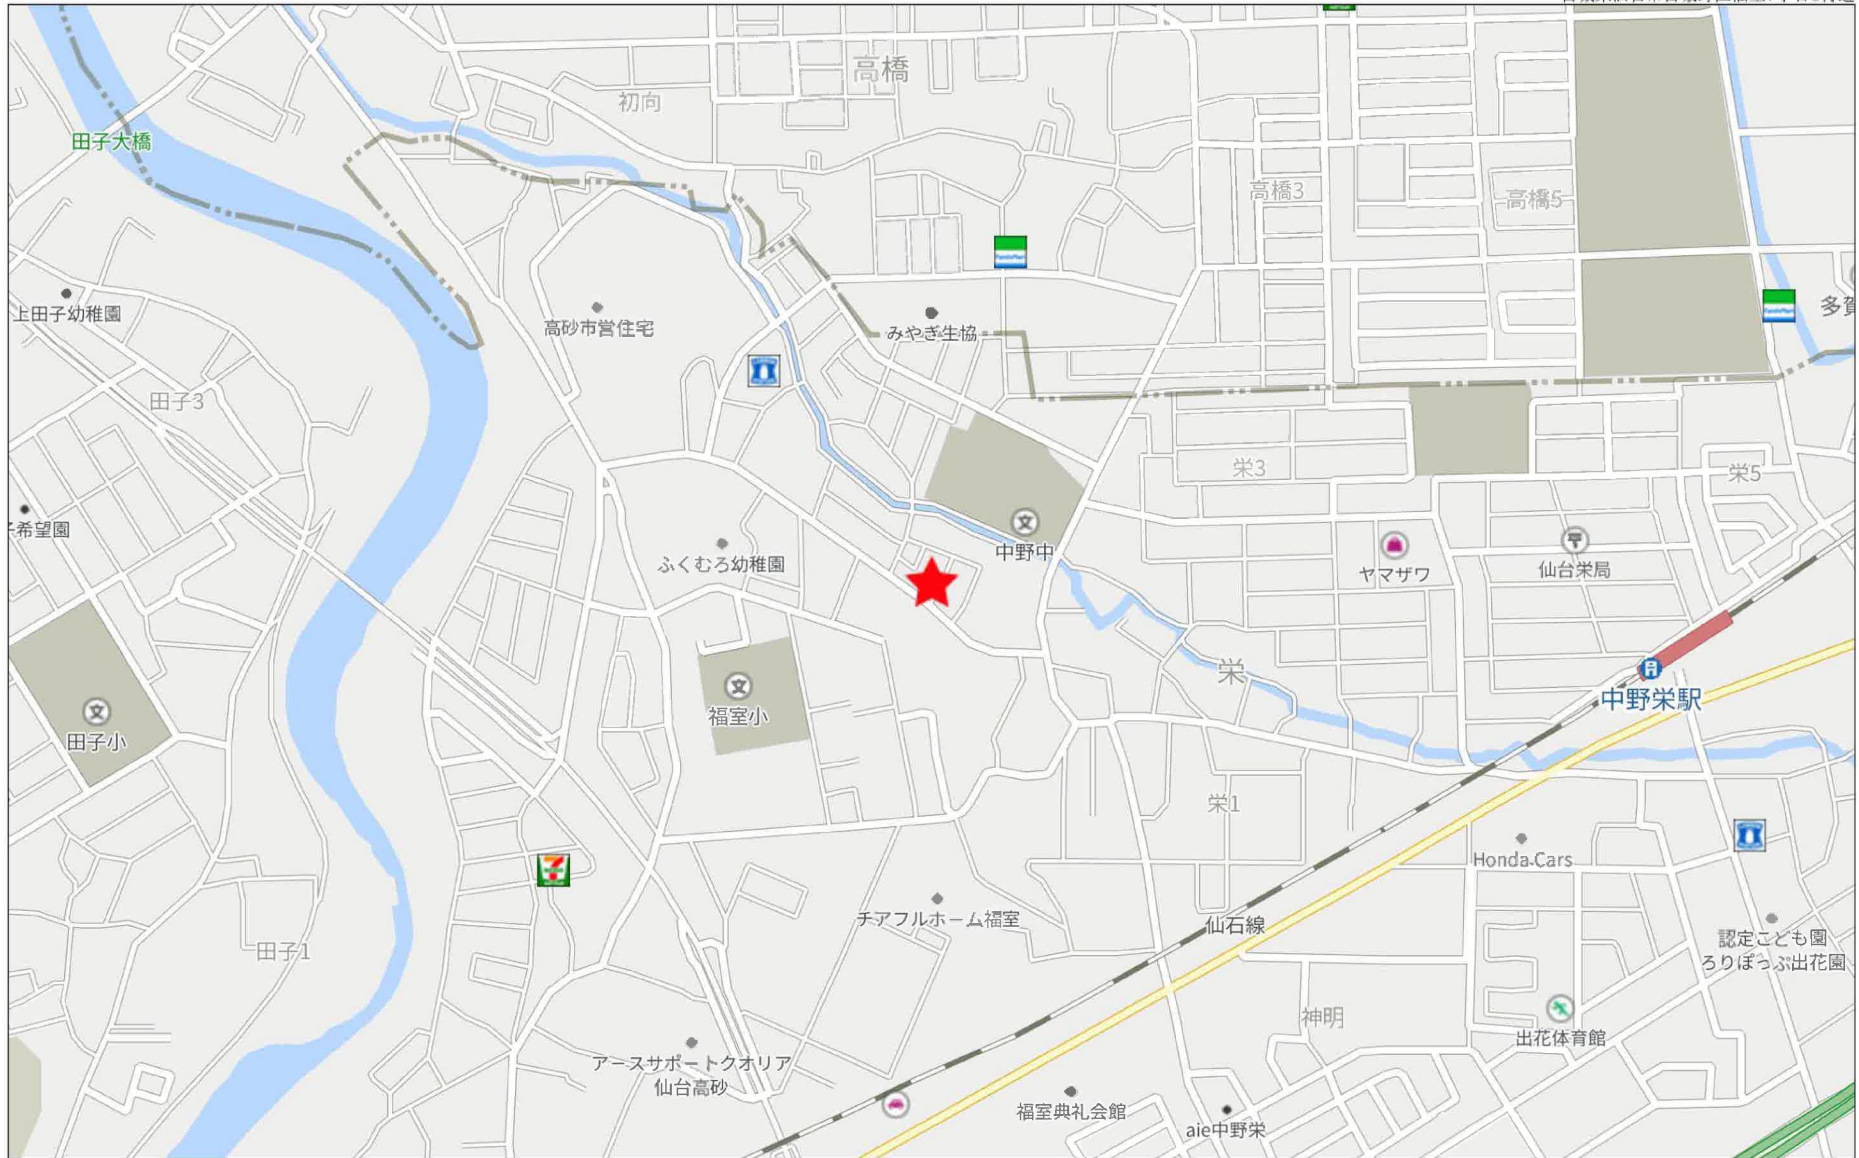 高橋
初向
田子大橋
高橋3
高橋5
上田子幼稚園
高砂市営住宅
みやぎ生協
田子3
栄3
栄5
希望園
ふくむろ幼稚園
中野中
ヤマザワ
仙台栄局
栄
中野栄駅
福室小
田子小
栄1
Honda Cars
チアフルホーム福室
仙石線
認定こども園
ろりぽっぷ出花園
田子1
神明
出花体育館
アースサポートクオリア
仙台高砂
福室典礼会館
aie中野栄